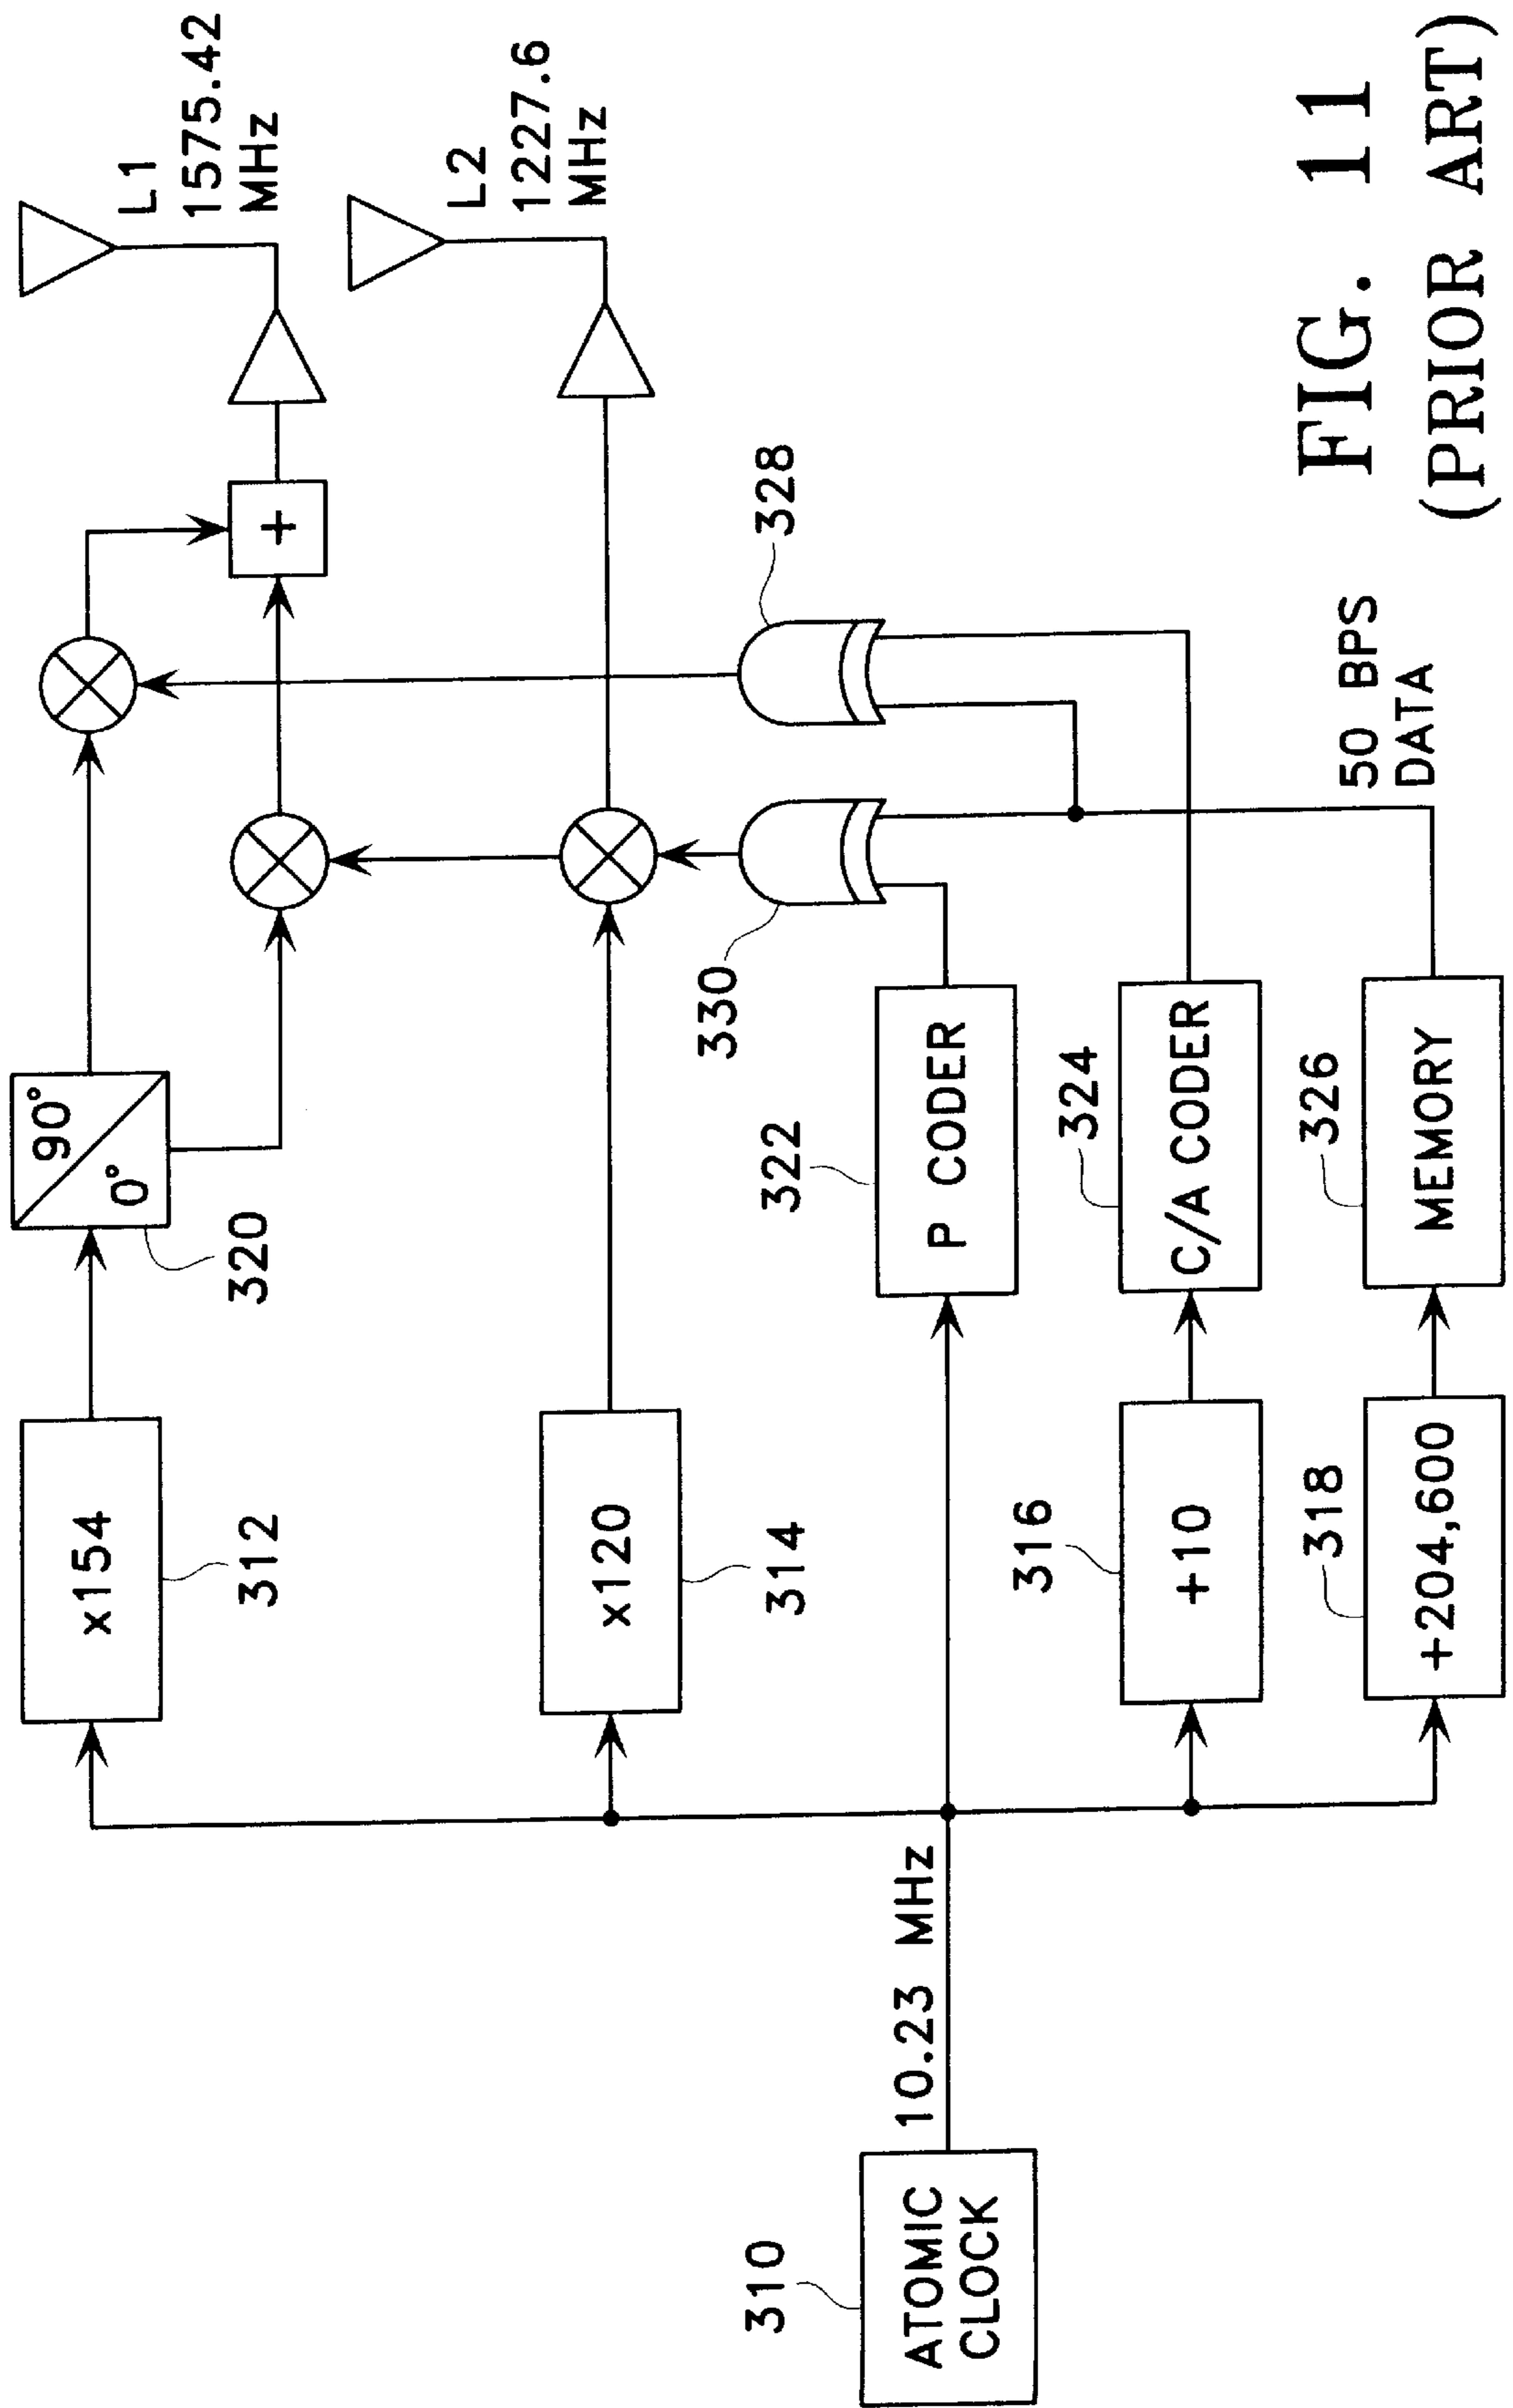 L1
1575.42
MHz
L2
1227.6
MHz
90°
0°
320
x154
312
x120
314
+
328
330
322
P CODER
324
C/A CODER
316
+10
326
MEMORY
318
+204,600
50 BPS
DATA
310
ATOMIC
CLOCK
10.23 MHz
FIG. 11
(PRIOR ART)